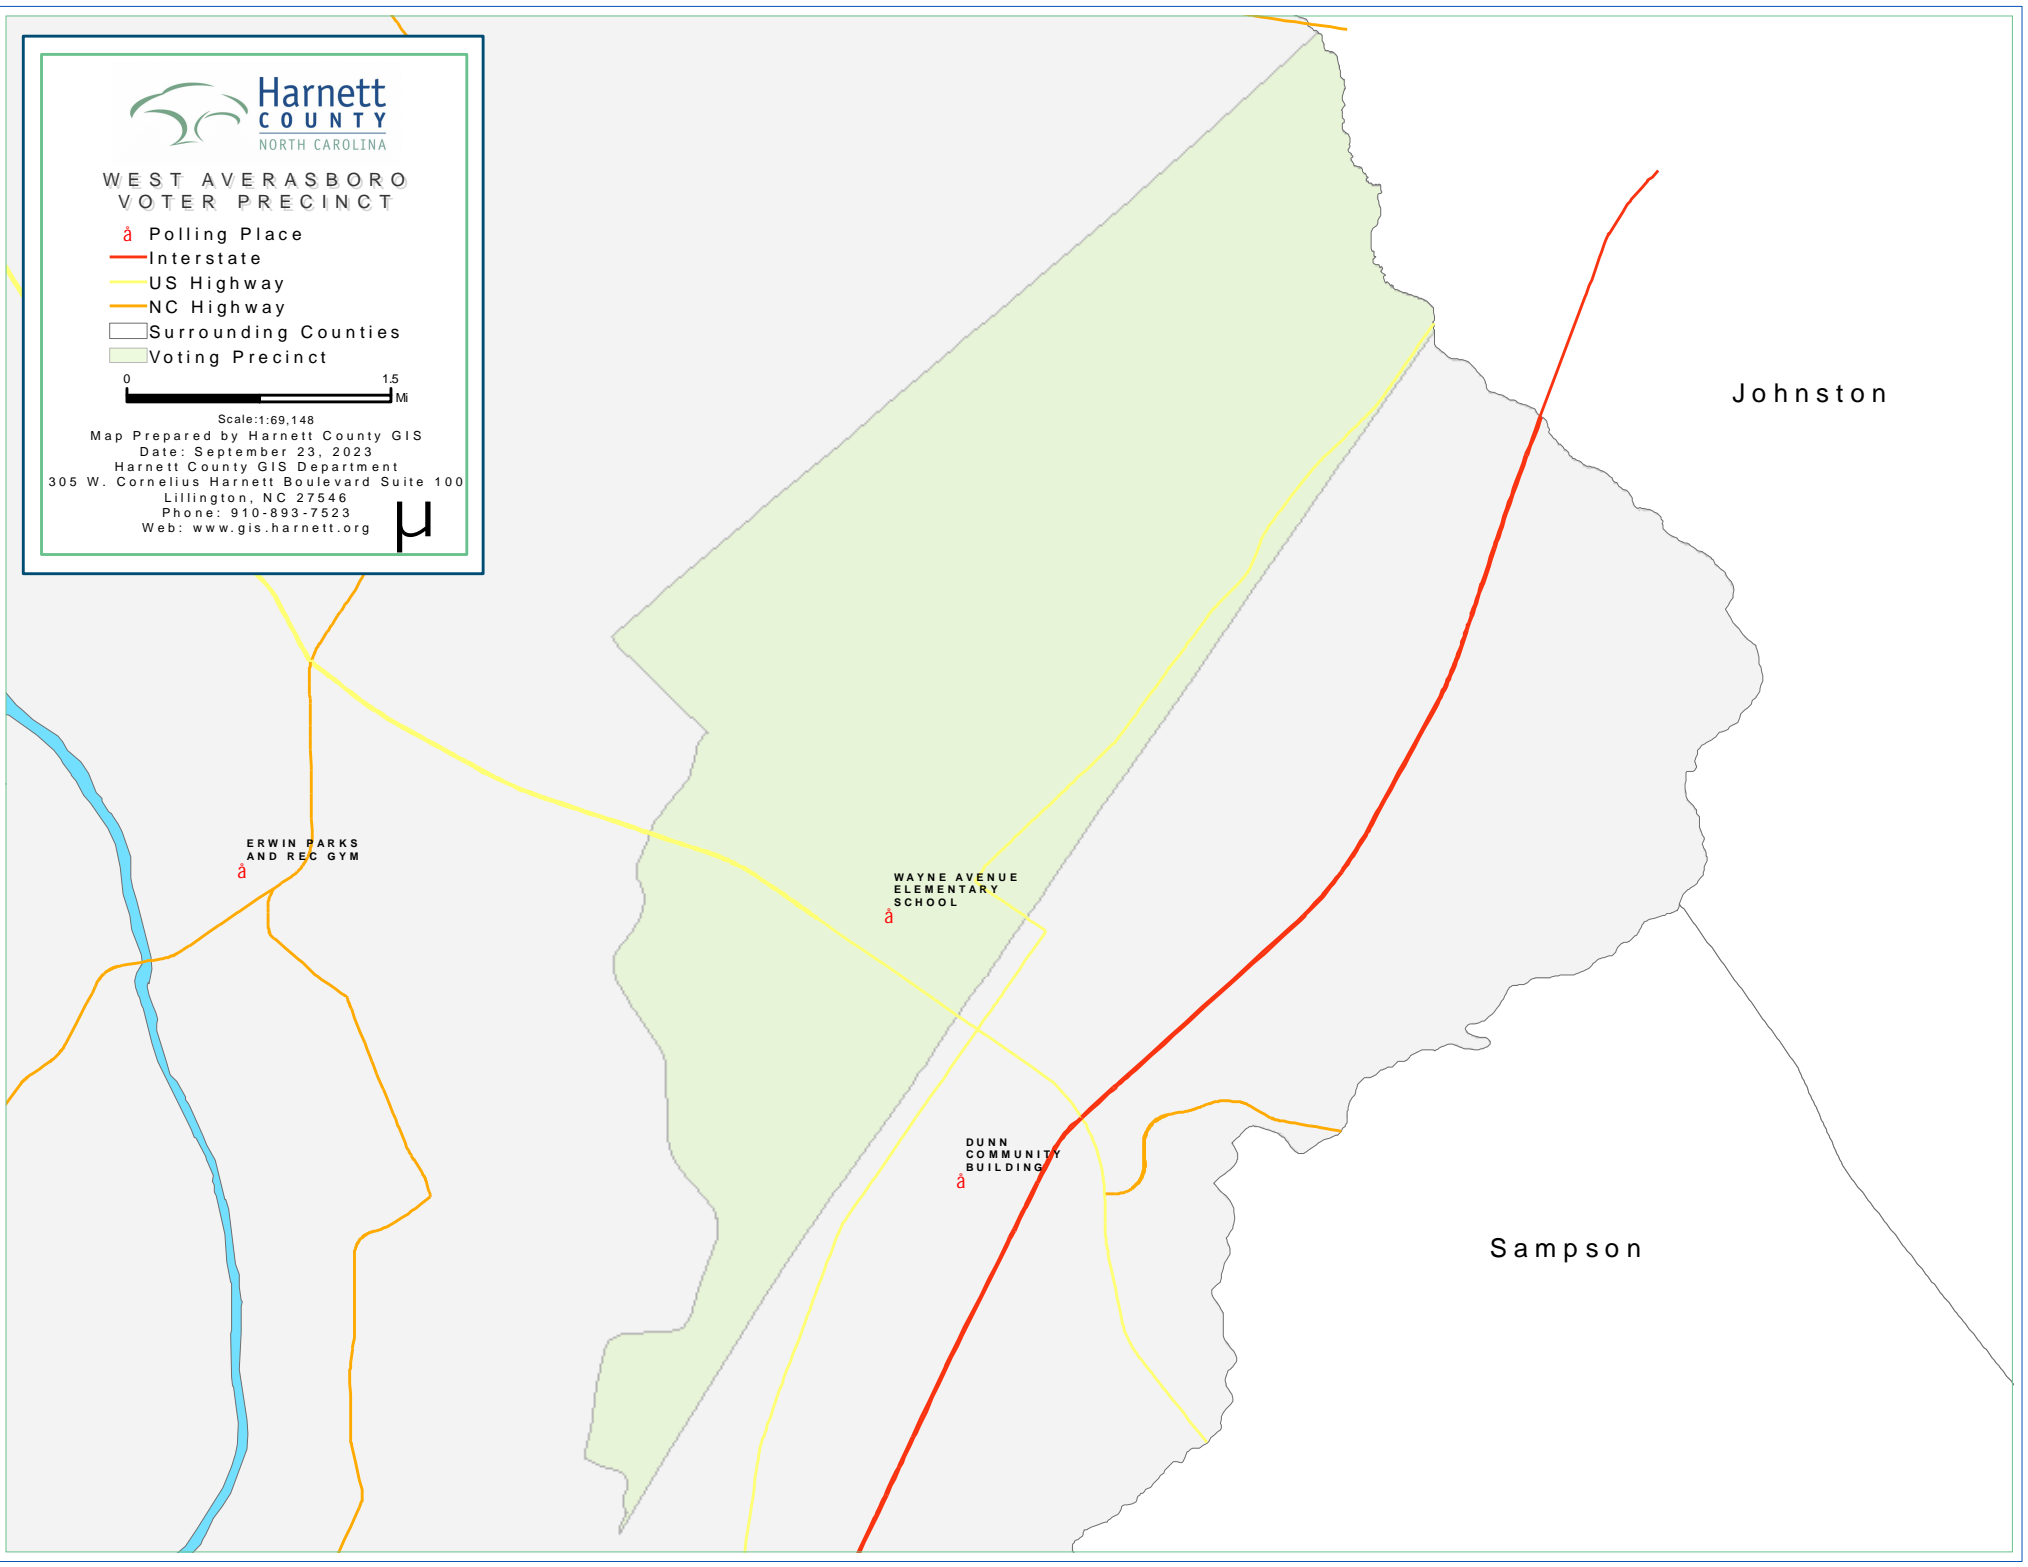 Harnett
COUNTY
NORTH CAROLINA
WEST AVERASBORO
VOTER PRECINCT
å Polling Place
Interstate
US Highway
NC Highway
Surrounding Counties
Voting Precinct
0 1.5
Mi
Scale:1:69,148
Map Prepared by Harnett County GIS
Date: September 23, 2023
Harnett County GIS Department
305 W. Cornelius Harnett Boulevard Suite 100
Lillington, NC 27546
Phone: 910-893-7523
Web: www.gis.harnett.org
µ
Johnston
ERWIN PARKS
AND REC GYM
å
WAYNE AVENUE
ELEMENTARY
SCHOOL
å
DUNN
COMMUNITY
BUILDING
å
Sampson